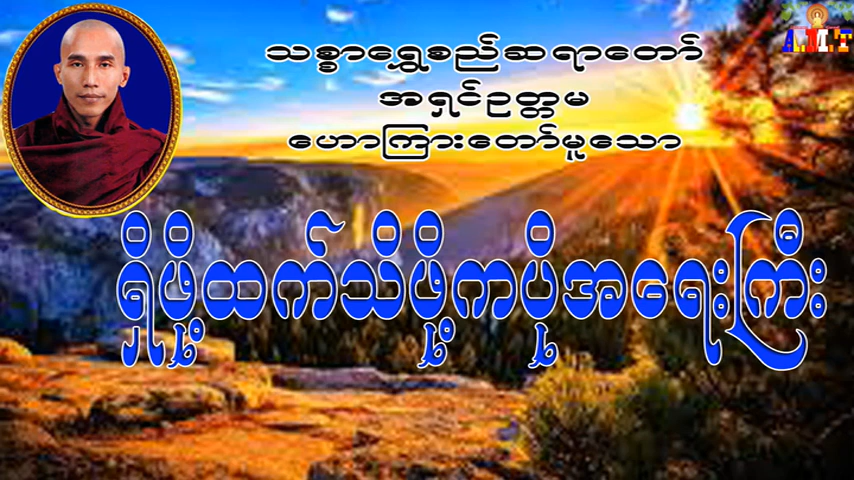 A.M.T
သစ္စာရွှေစည်ဆရာတော်
အရှင်ဥတ္တမ
ဟောကြားတော်မူသော
ရှိဖို့ထက်သိဖို့ကပိုအရေးကြီး